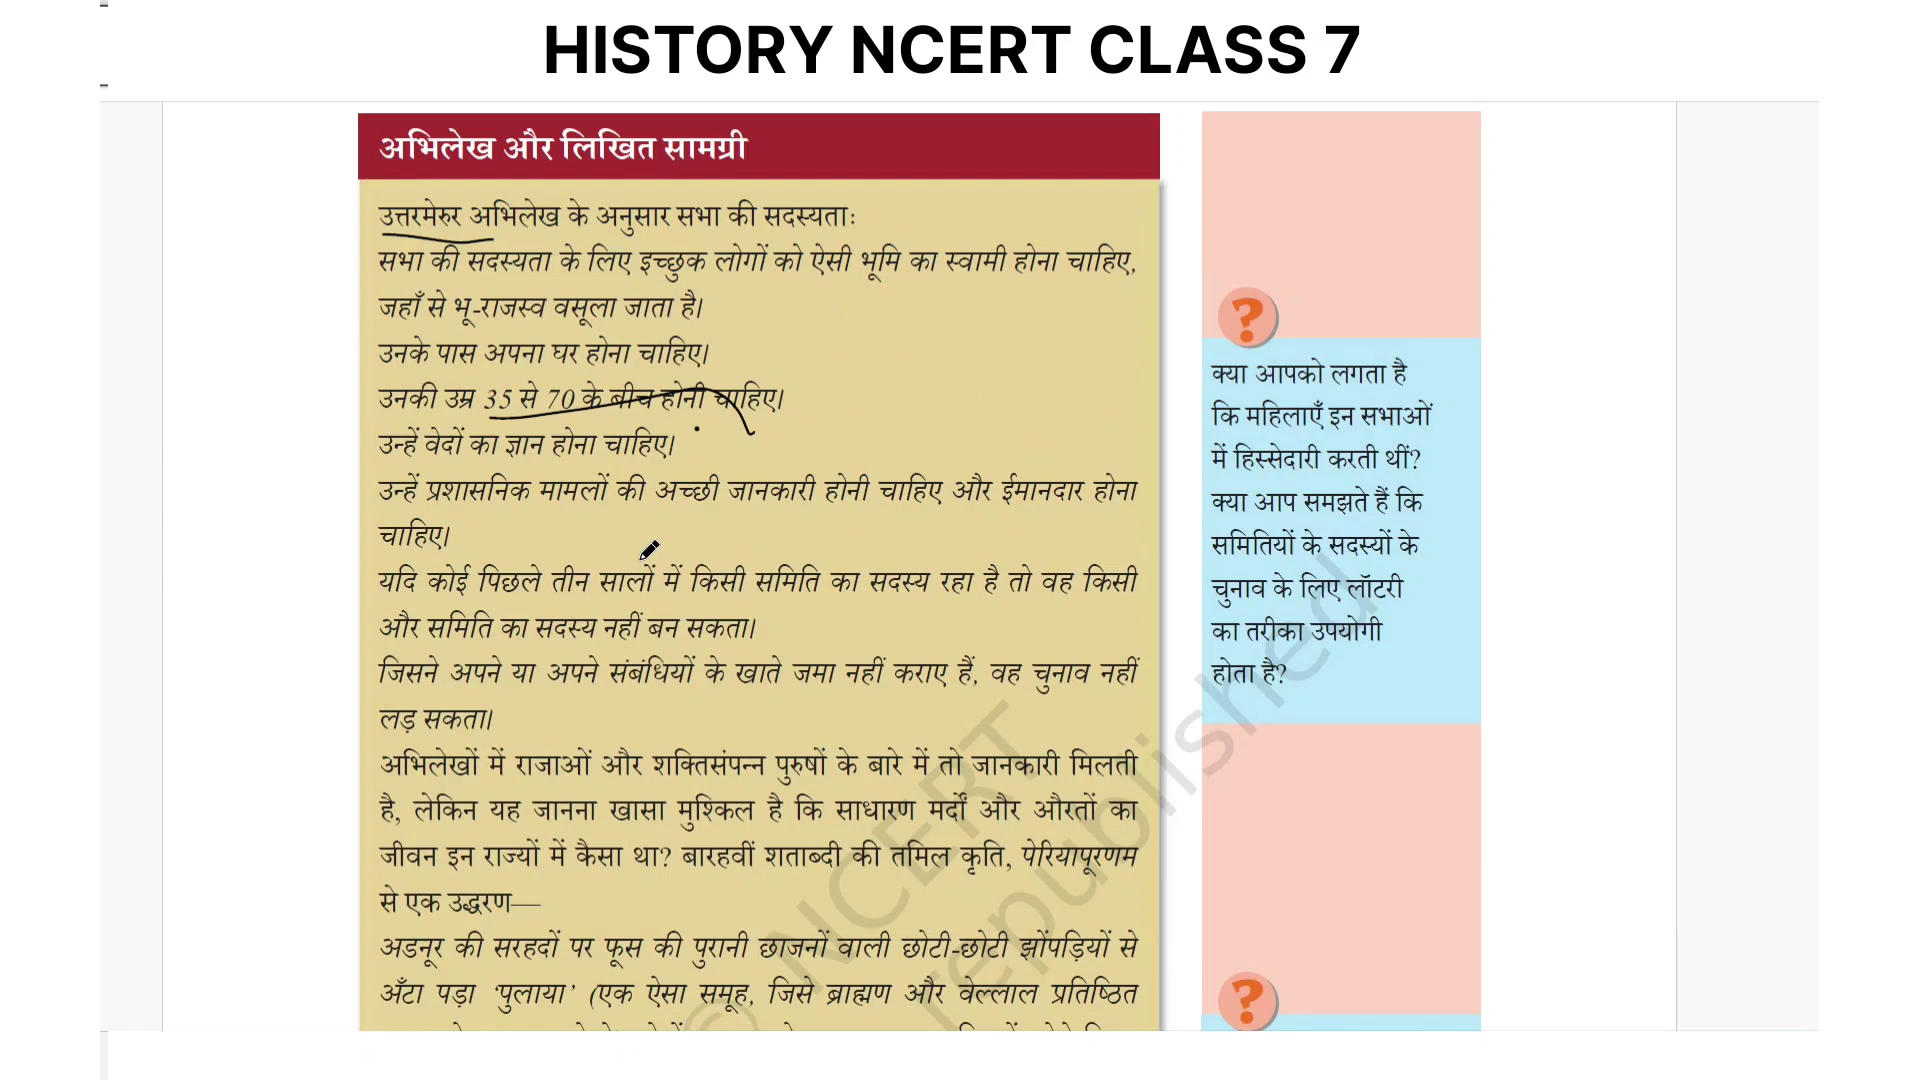 HISTORY NCERT CLASS 7
अभिलेख और लिखित सामग्री
उत्तरमेरुर अभिलेख के अनुसार सभा की सदस्यताः
सभा की सदस्यता के लिए इच्छुक लोगों को ऐसी भूमि का स्वामी होना चाहिए,
जहाँ से भू-राजस्व वसूला जाता है।
उनके पास अपना घर होना चाहिए।
उनकी उम्र 35 से 70 के बीच होनी चाहिए।
उन्हें वेदों का ज्ञान होना चाहिए।
उन्हें प्रशासनिक मामलों की अच्छी जानकारी होनी चाहिए और ईमानदार होना
चाहिए।
यदि कोई पिछले तीन सालों में किसी समिति का सदस्य रहा है तो वह किसी
और समिति का सदस्य नहीं बन सकता।
जिसने अपने या अपने संबंधियों के खाते जमा नहीं कराए हैं, वह चुनाव नहीं
लड़ सकता।
अभिलेखों में राजाओं और शक्तिसंपन्न पुरुषों के बारे में तो जानकारी मिलती
है, लेकिन यह जानना खासा मुश्किल है कि साधारण मर्दों और औरतों का
जीवन इन राज्यों में कैसा था? बारहवीं शताब्दी की तमिल कृति, पेरियापूरणम
से एक उद्धरण—
अडनूर की सरहदों पर फूस की पुरानी छाजनों वाली छोटी-छोटी झोंपड़ियों से
अँटा पड़ा ‘पुलाया’ (एक ऐसा समूह, जिसे ब्राह्मण और वेल्लाल प्रतिष्ठित
?
क्या आपको लगता है
कि महिलाएँ इन सभाओं
में हिस्सेदारी करती थीं?
क्या आप समझते हैं कि
समितियों के सदस्यों के
चुनाव के लिए लॉटरी
का तरीका उपयोगी
होता है?
?
© NCERT
republished